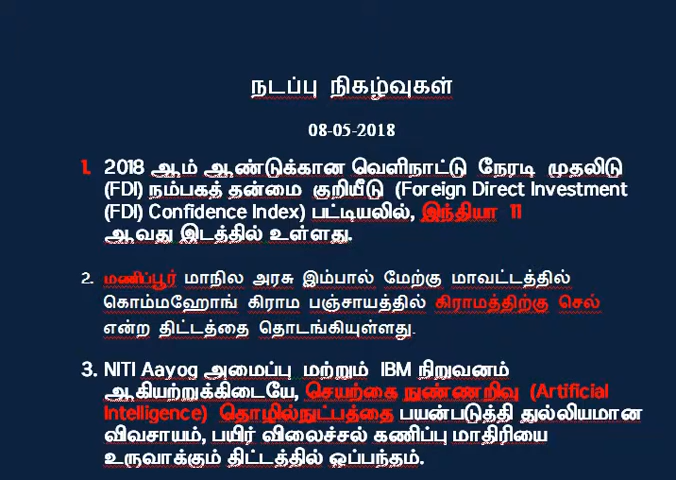 நடப்பு நிகழ்வுகள்
08-05-2018
1. 2018 ஆம் ஆண்டுக்கான வெளிநாட்டு நேரடி முதலிடு
(FDI) நம்பகத் தன்மை குறியீடு (Foreign Direct Investment
(FDI) Confidence Index) பட்டியலில், இந்தியா 11
ஆவது இடத்தில் உள்ளது.
2. மணிப்பூர் மாநில அரசு இம்பால் மேற்கு மாவட்டத்தில்
கொம்மஹோங் கிராம பஞ்சாயத்தில் கிராமத்திற்கு செல்
என்ற திட்டத்தை தொடங்கியுள்ளது.
3. NITI Aayog அமைப்பு மற்றும் IBM நிறுவனம்
ஆகியற்றுக்கிடையே, செயற்கை நுண்ணறிவு (Artificial
Intelligence) தொழில்நுட்பத்தை பயன்படுத்தி துல்லியமான
விவசாயம், பயிர் விலைச்சல் கணிப்பு மாதிரியை
உருவாக்கும் திட்டத்தில் ஒப்பந்தம்.